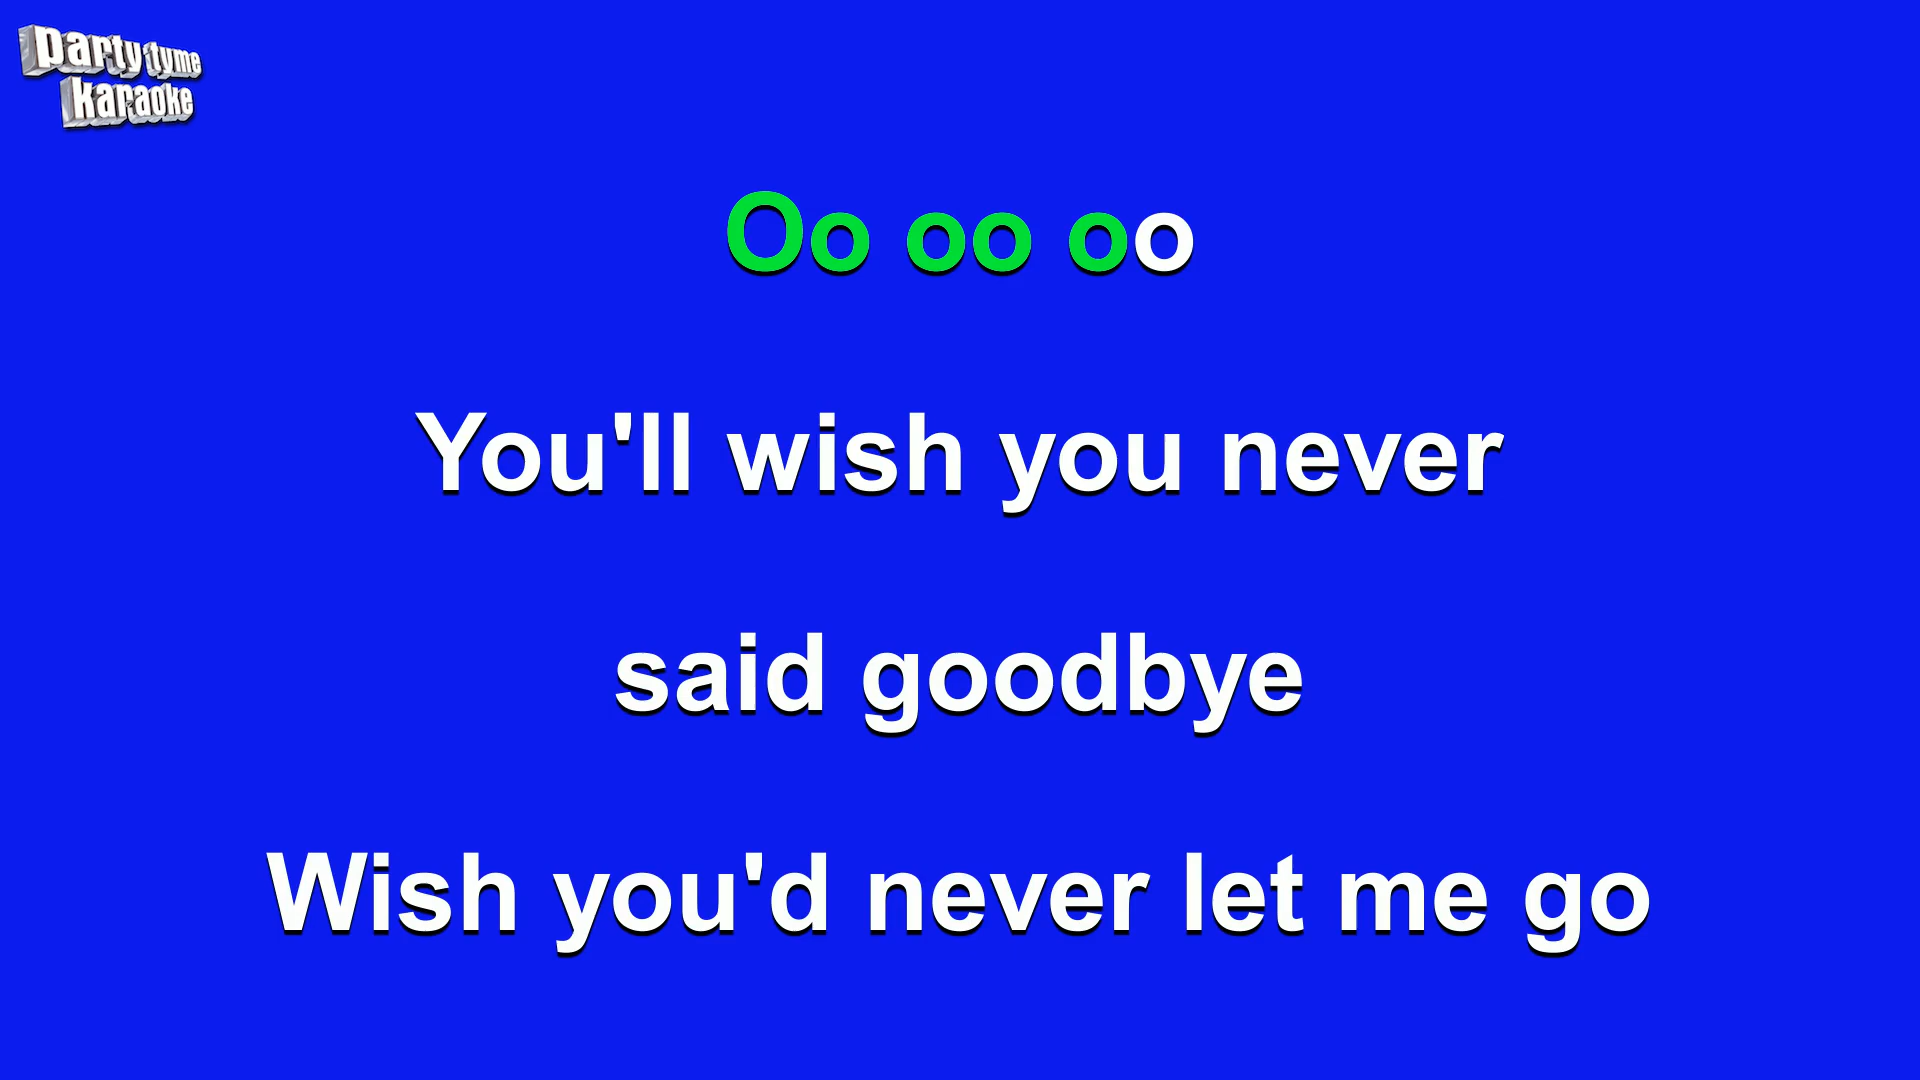 party tyme
karaoke
Oo oo oo
You'll wish you never
said goodbye
Wish you'd never let me go